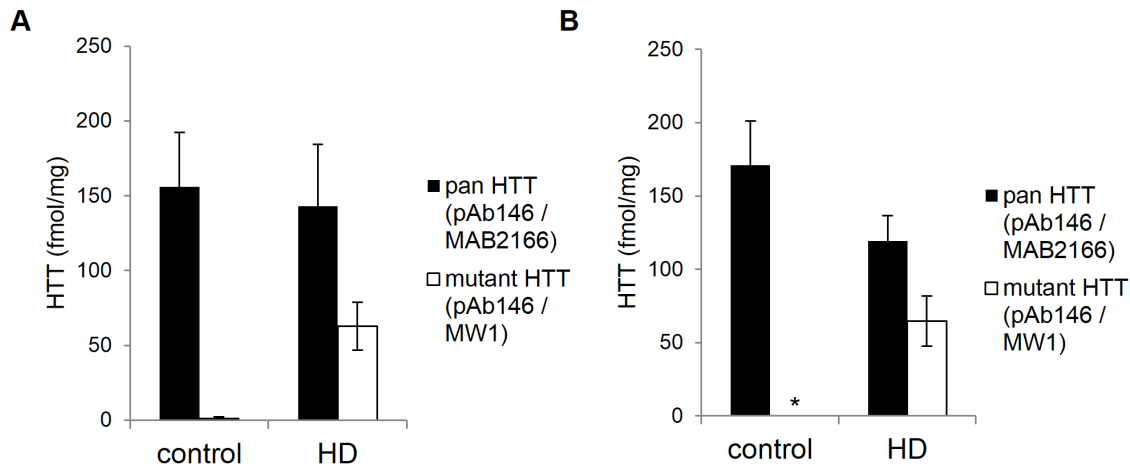 A
250
200
150
100
50
0
HTT (fmol/mg)
control
HD
pan HTT
(pAb146 /
MAB2166)
mutant HTT
(pAb146 /
MW1)
B
250
200
150
100
50
0
HTT (fmol/mg)
*
control
HD
pan HTT
(pAb146 /
MAB2166)
mutant HTT
(pAb146 /
MW1)